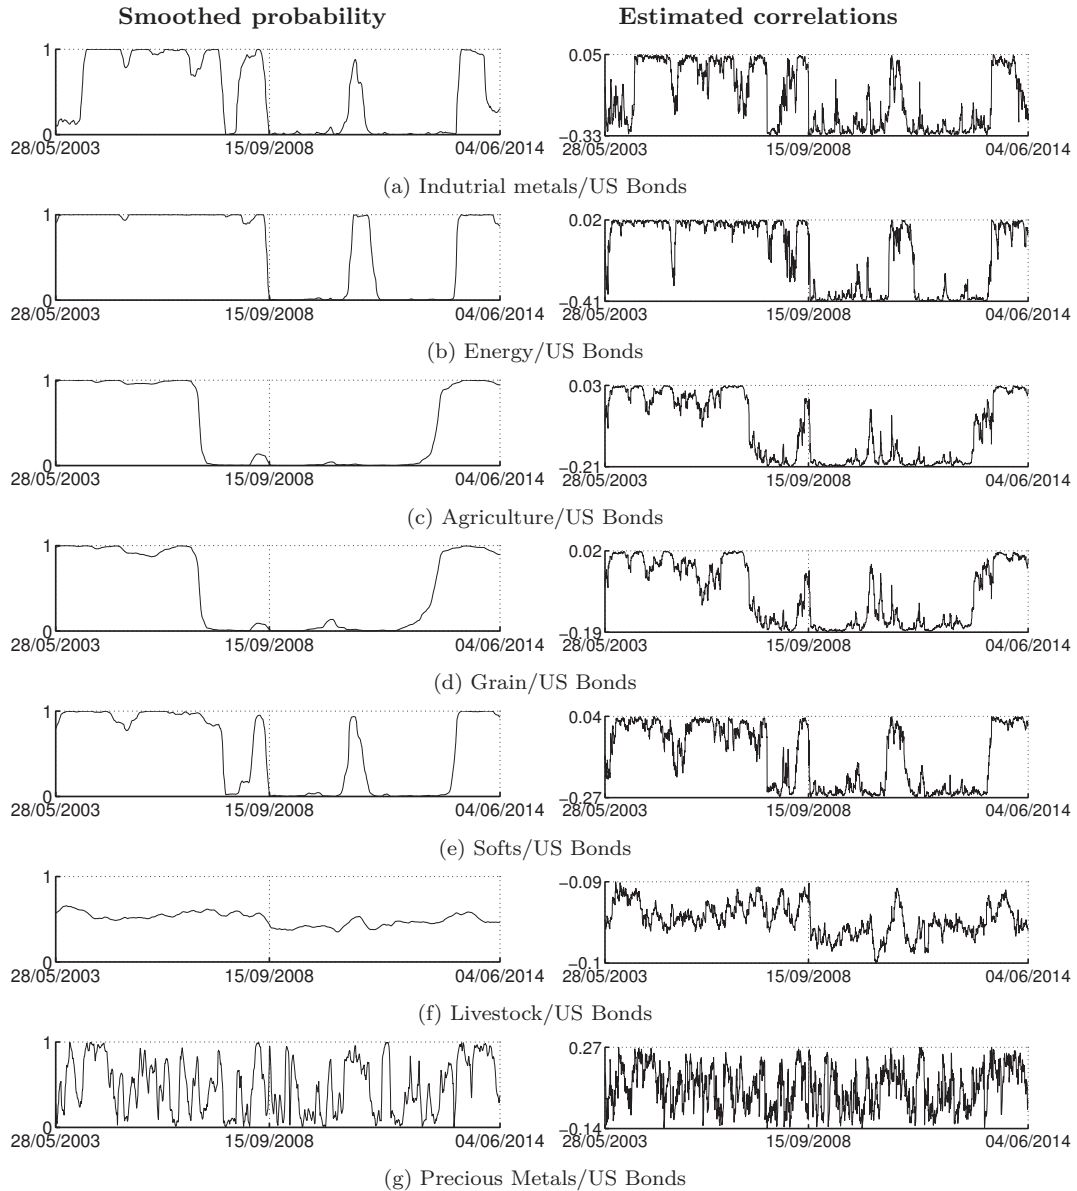 Smoothed probability Estimated correlations
1 0.05
0 −0.33
28/05/2003 15/09/2008 04/06/2014 28/05/2003 15/09/2008 04/06/2014
(a) Indutrial metals/US Bonds
1 0.02
0 −0.41
28/05/2003 15/09/2008 04/06/2014 28/05/2003 15/09/2008 04/06/2014
(b) Energy/US Bonds
1 0.03
0 −0.21
28/05/2003 15/09/2008 04/06/2014 28/05/2003 15/09/2008 04/06/2014
(c) Agriculture/US Bonds
1 0.02
0 −0.19
28/05/2003 15/09/2008 04/06/2014 28/05/2003 15/09/2008 04/06/2014
(d) Grain/US Bonds
1 0.04
0 −0.27
28/05/2003 15/09/2008 04/06/2014 28/05/2003 15/09/2008 04/06/2014
(e) Softs/US Bonds
1 −0.09
0 −0.1
28/05/2003 15/09/2008 04/06/2014 28/05/2003 15/09/2008 04/06/2014
(f) Livestock/US Bonds
1 0.27
0 −0.14
28/05/2003 15/09/2008 04/06/2014 28/05/2003 15/09/2008 04/06/2014
(g) Precious Metals/US Bonds